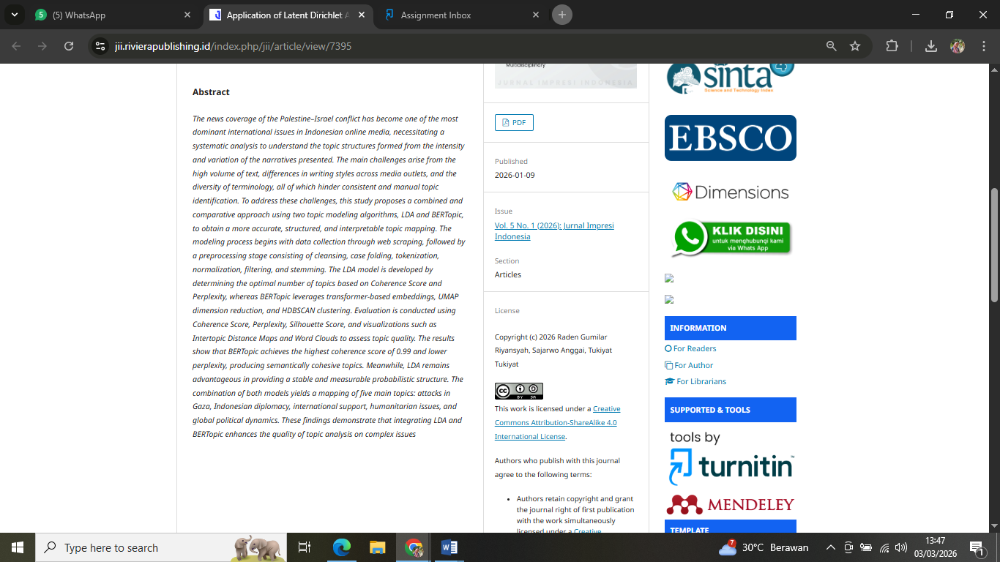 (5) WhatsApp
Application of Latent Dirichlet A
Assignment Inbox
jii.rivierapublishing.id/index.php/jii/article/view/7395
Abstract
The news coverage of the Palestine–Israel conflict has become one of the most
dominant international issues in Indonesian online media, necessitating a
systematic analysis to understand the topic structures formed from the intensity
and variation of the narratives presented. The main challenges arise from the
high volume of text, differences in writing styles across media outlets, and the
diversity of terminology, all of which hinder consistent and manual topic
identification. To address these challenges, this study proposes a combined and
comparative approach using two topic modeling algorithms, LDA and BERTopic,
to obtain a more accurate, structured, and interpretable topic mapping. The
modeling process begins with data collection through web scraping, followed by
a preprocessing stage consisting of cleansing, case folding, tokenization,
normalization, filtering, and stemming. The LDA model is developed by
determining the optimal number of topics based on Coherence Score and
Perplexity, whereas BERTopic leverages transformer-based embeddings, UMAP
dimension reduction, and HDBSCAN clustering. Evaluation is conducted using
Coherence Score, Perplexity, Silhouette Score, and visualizations such as
Intertopic Distance Maps and Word Clouds to assess topic quality. The results
show that BERTopic achieves the highest coherence score of 0.99 and lower
perplexity, producing semantically cohesive topics. Meanwhile, LDA remains
advantageous in providing a stable and measurable probabilistic structure. The
combination of both models yields a mapping of five main topics: attacks in
Gaza, Indonesian diplomacy, international support, humanitarian issues, and
global political dynamics. These findings demonstrate that integrating LDA and
BERTopic enhances the quality of topic analysis on complex issues
Multidisciplinary
JURNAL IMPRESI INDONESIA
PDF
Published
2026-01-09
Issue
Vol. 5 No. 1 (2026): Jurnal Impresi
Indonesia
Section
Articles
License
Copyright (c) 2026 Raden Gumilar
Riyansyah, Sajarwo Anggai, Tukiyat
Tukiyat
cc BY SA
This work is licensed under a Creative
Commons Attribution-ShareAlike 4.0
International License.
Authors who publish with this journal
agree to the following terms:
• Authors retain copyright and grant
the journal right of first publication
with the work simultaneously
licensed under a Creative
sinta 4
Science and Technology Index
EBSCO
Dimensions
KLIK DISINI
untuk menghubungi kami
via Whats App
INFORMATION
For Readers
For Author
For Librarians
SUPPORTED & TOOLS
tools by
turnitin™
MENDELEY
TEMPLATE
Type here to search
7
30°C Berawan
13:47
03/03/2026
1